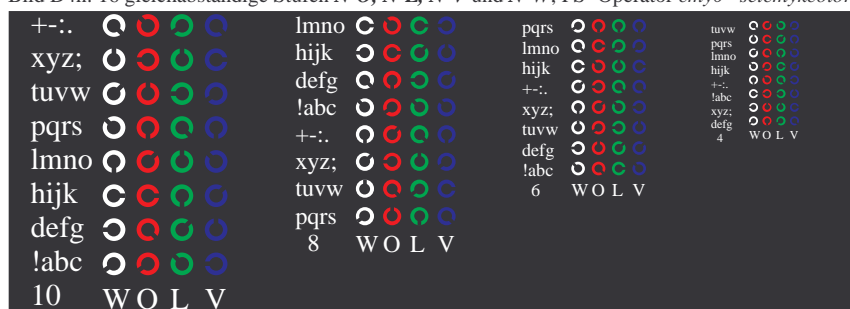 +-:.
xyz;
tuvw
pqrs
lmno
hijk
defg
!abc
10 W O L V
lmno
hijk
defg
!abc
+-:.
xyz;
tuvw
pqrs
8 W O L V
pqrs
lmno
hijk
+-:.
xyz;
tuvw
defg
!abc
6 W O L V
tuvw
pqrs
lmno
hijk
+-:.
!abc
xyz;
defg
4 W O L V